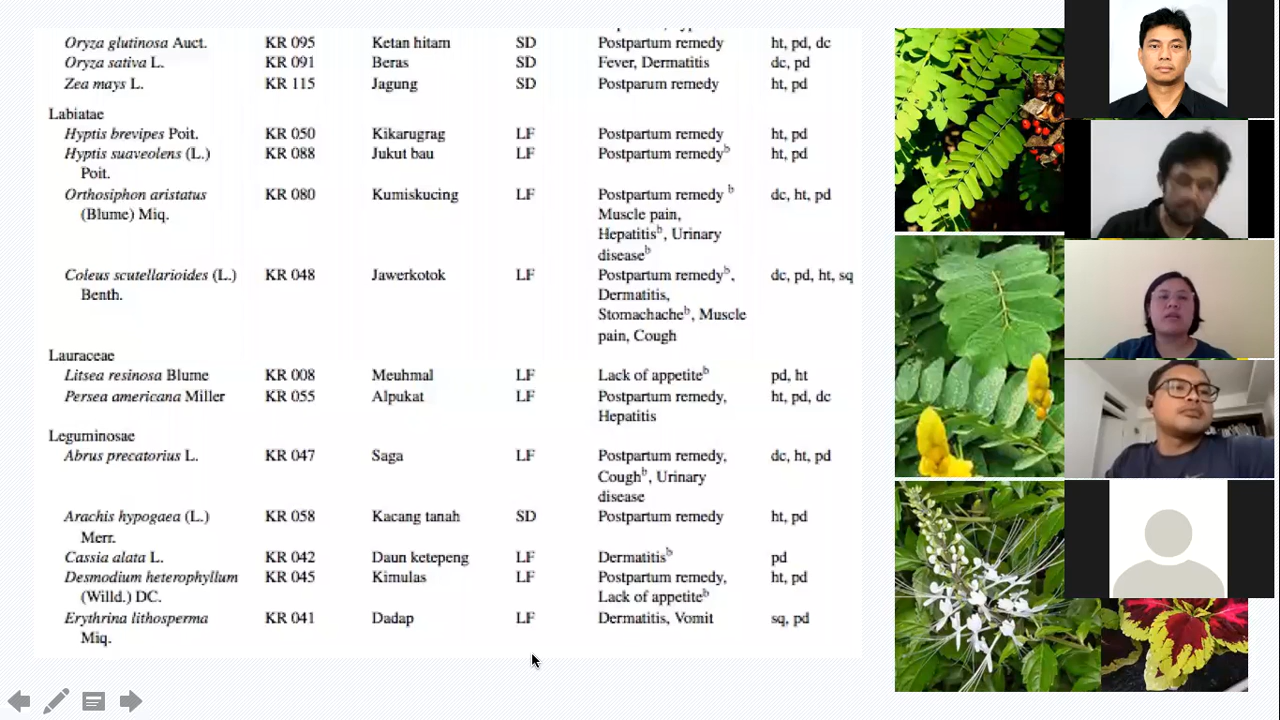 Oryza glutinosa Auct. KR 095 Ketan hitam SD Postpartum remedy ht, pd, dc
Oryza sativa L. KR 091 Beras SD Fever, Dermatitis dc, pd
Zea mays L. KR 115 Jagung SD Postparum remedy ht, pd
Labiatae
Hyptis brevipes Poit. KR 050 Kikarugrag LF Postpartum remedy ht, pd
Hyptis suaveolens (L.) KR 088 Jukut bau LF Postpartum remedyb ht, pd
Poit.
Orthosiphon aristatus KR 080 Kumiskucing LF Postpartum remedy b dc, ht, pd
(Blume) Miq. Muscle pain,
Hepatitisb, Urinary
diseaseb
Coleus scutellarioides (L.) KR 048 Jawerkotok LF Postpartum remedyb, dc, pd, ht, sq
Benth. Dermatitis,
Stomachacheb, Muscle
pain, Cough
Lauraceae
Litsea resinosa Blume KR 008 Meuhmal LF Lack of appetiteb pd, ht
Persea americana Miller KR 055 Alpukat LF Postpartum remedy, ht, pd, dc
Hepatitis
Leguminosae
Abrus precatorius L. KR 047 Saga LF Postpartum remedy, dc, ht, pd
Coughb, Urinary
disease
Arachis hypogaea (L.) KR 058 Kacang tanah SD Postpartum remedy ht, pd
Merr.
Cassia alata L. KR 042 Daun ketepeng LF Dermatitisb pd
Desmodium heterophyllum KR 045 Kimulas LF Postpartum remedy, ht, pd
(Willd.) DC. Lack of appetiteb
Erythrina lithosperma KR 041 Dadap LF Dermatitis, Vomit sq, pd
Miq.